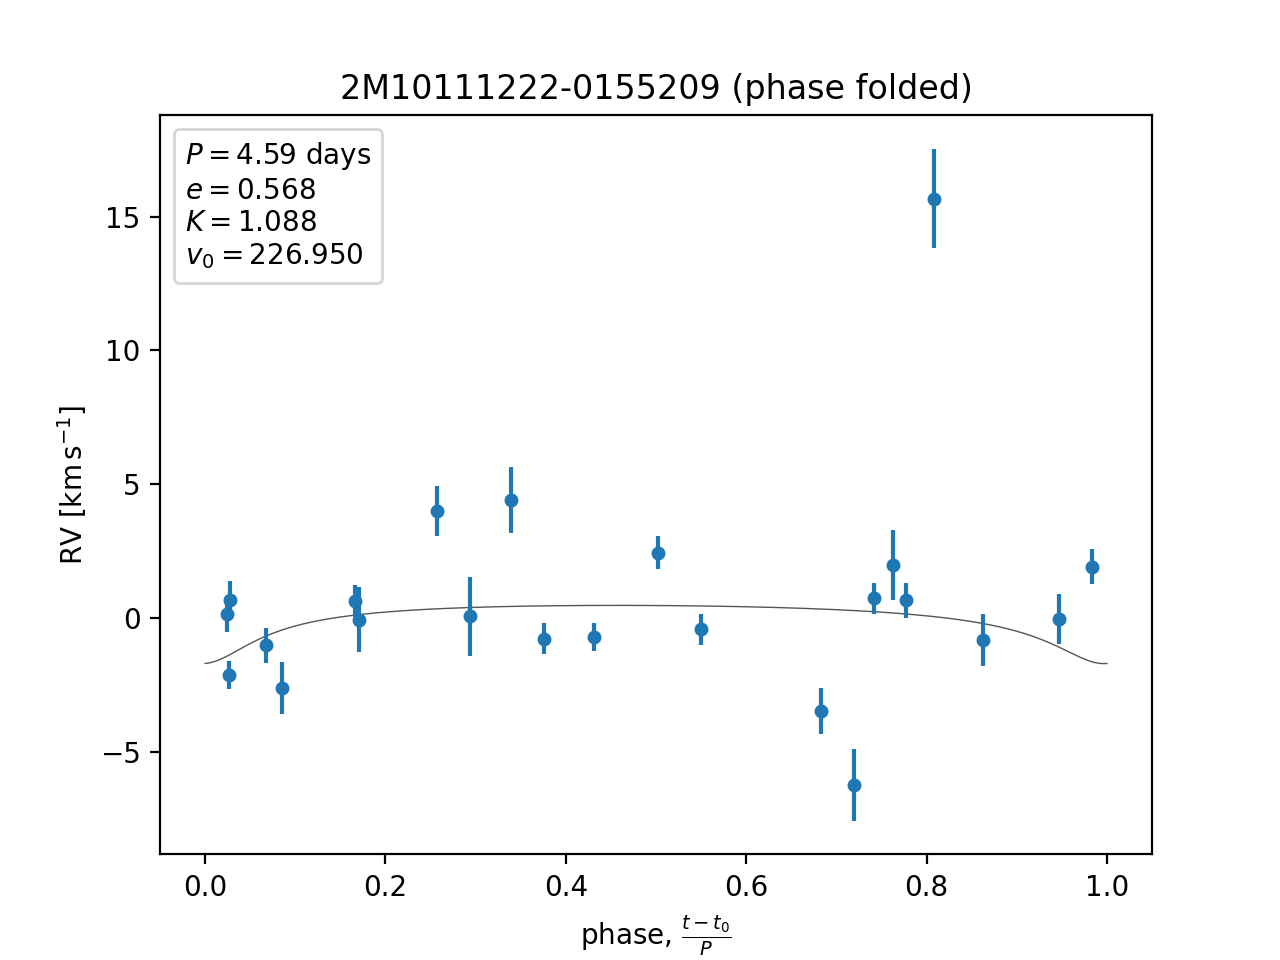 2M10111222-0155209 (phase folded)
P = 4.59 days
e = 0.568
K = 1.088
v₀ = 226.950
15
10
5
0
−5
RV [km s⁻¹]
0.0 0.2 0.4 0.6 0.8 1.0
phase, (t − t₀)/P